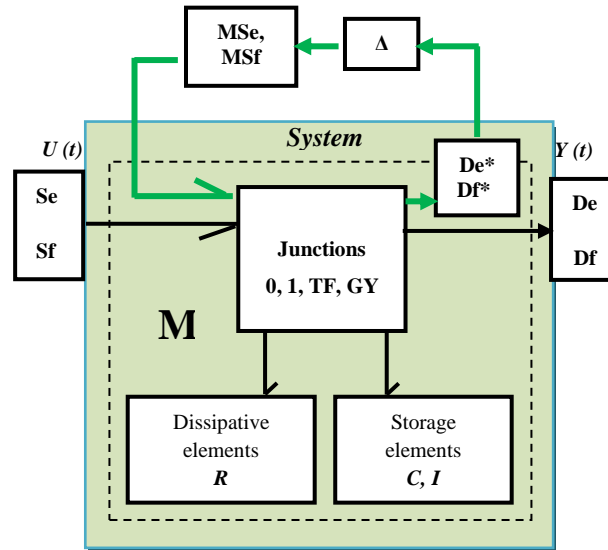 MSe,
MSf
Δ
System
U (t)
Y (t)
De*
Df*
Se
Sf
De
Df
Junctions
0, 1, TF, GY
M
Dissipative
elements
R
Storage
elements
C, I